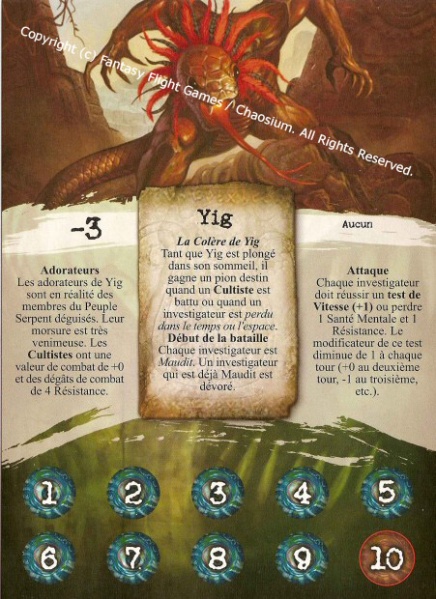 Copyright (c) Fantasy Flight Games / Chaosium. All Rights Reserved.
-3
Adorateurs
Les adorateurs de Yig
sont en réalité des
membres du Peuple
Serpent déguisés. Leur
morsure est très
venimeuse. Les
Cultistes ont une
valeur de combat de +0
et des dégâts de combat
de 4 Résistance.
Yig
La Colère de Yig
Tant que Yig est plongé
dans son sommeil, il
gagne un pion destin
quand un Cultiste est
battu ou quand un
investigateur est perdu
dans le temps ou l'espace.
Début de la bataille
Chaque investigateur est
Maudit. Un investigateur
qui est déjà Maudit est
dévoré.
Aucun
Attaque
Chaque investigateur
doit réussir un test de
Vitesse (+1) ou perdre
1 Santé Mentale et 1
Résistance. Le
modificateur de ce test
diminue de 1 à chaque
tour (+0 au deuxième
tour, -1 au troisième,
etc.).
1 2 3 4 5
6 7 8 9 10